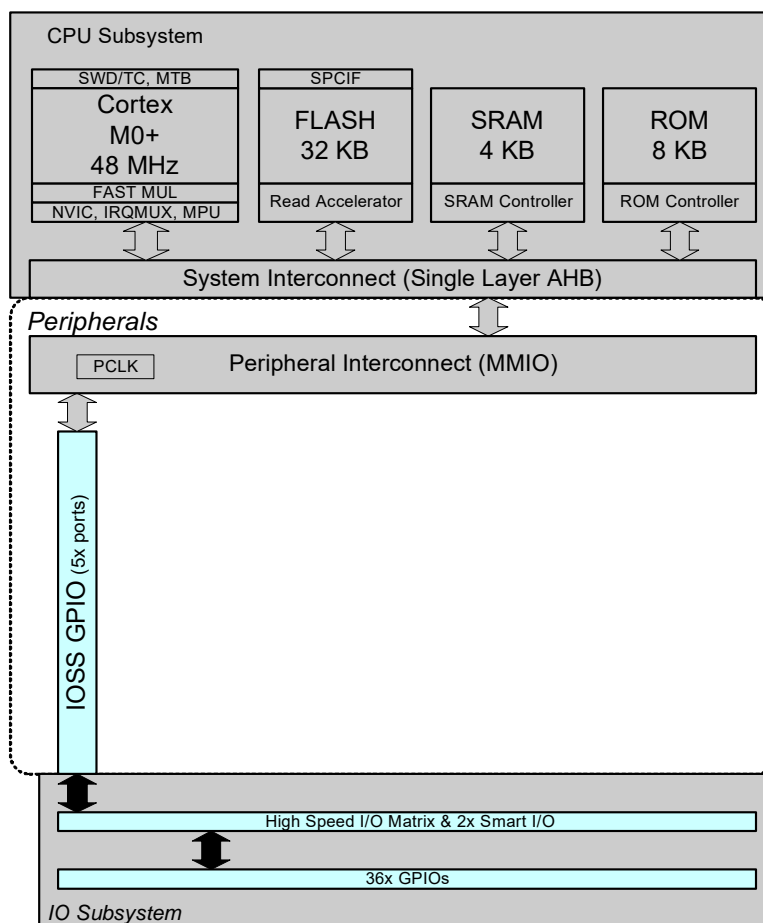 CPU Subsystem
SWD/TC, MTB
Cortex
M0+
48 MHz
FAST MUL
NVIC, IRQMUX, MPU
SPCIF
FLASH
32 KB
Read Accelerator
SRAM
4 KB
SRAM Controller
ROM
8 KB
ROM Controller
System Interconnect (Single Layer AHB)
Peripherals
PCLK
Peripheral Interconnect (MMIO)
IOSS GPIO (5x ports)
High Speed I/O Matrix & 2x Smart I/O
36x GPIOs
IO Subsystem